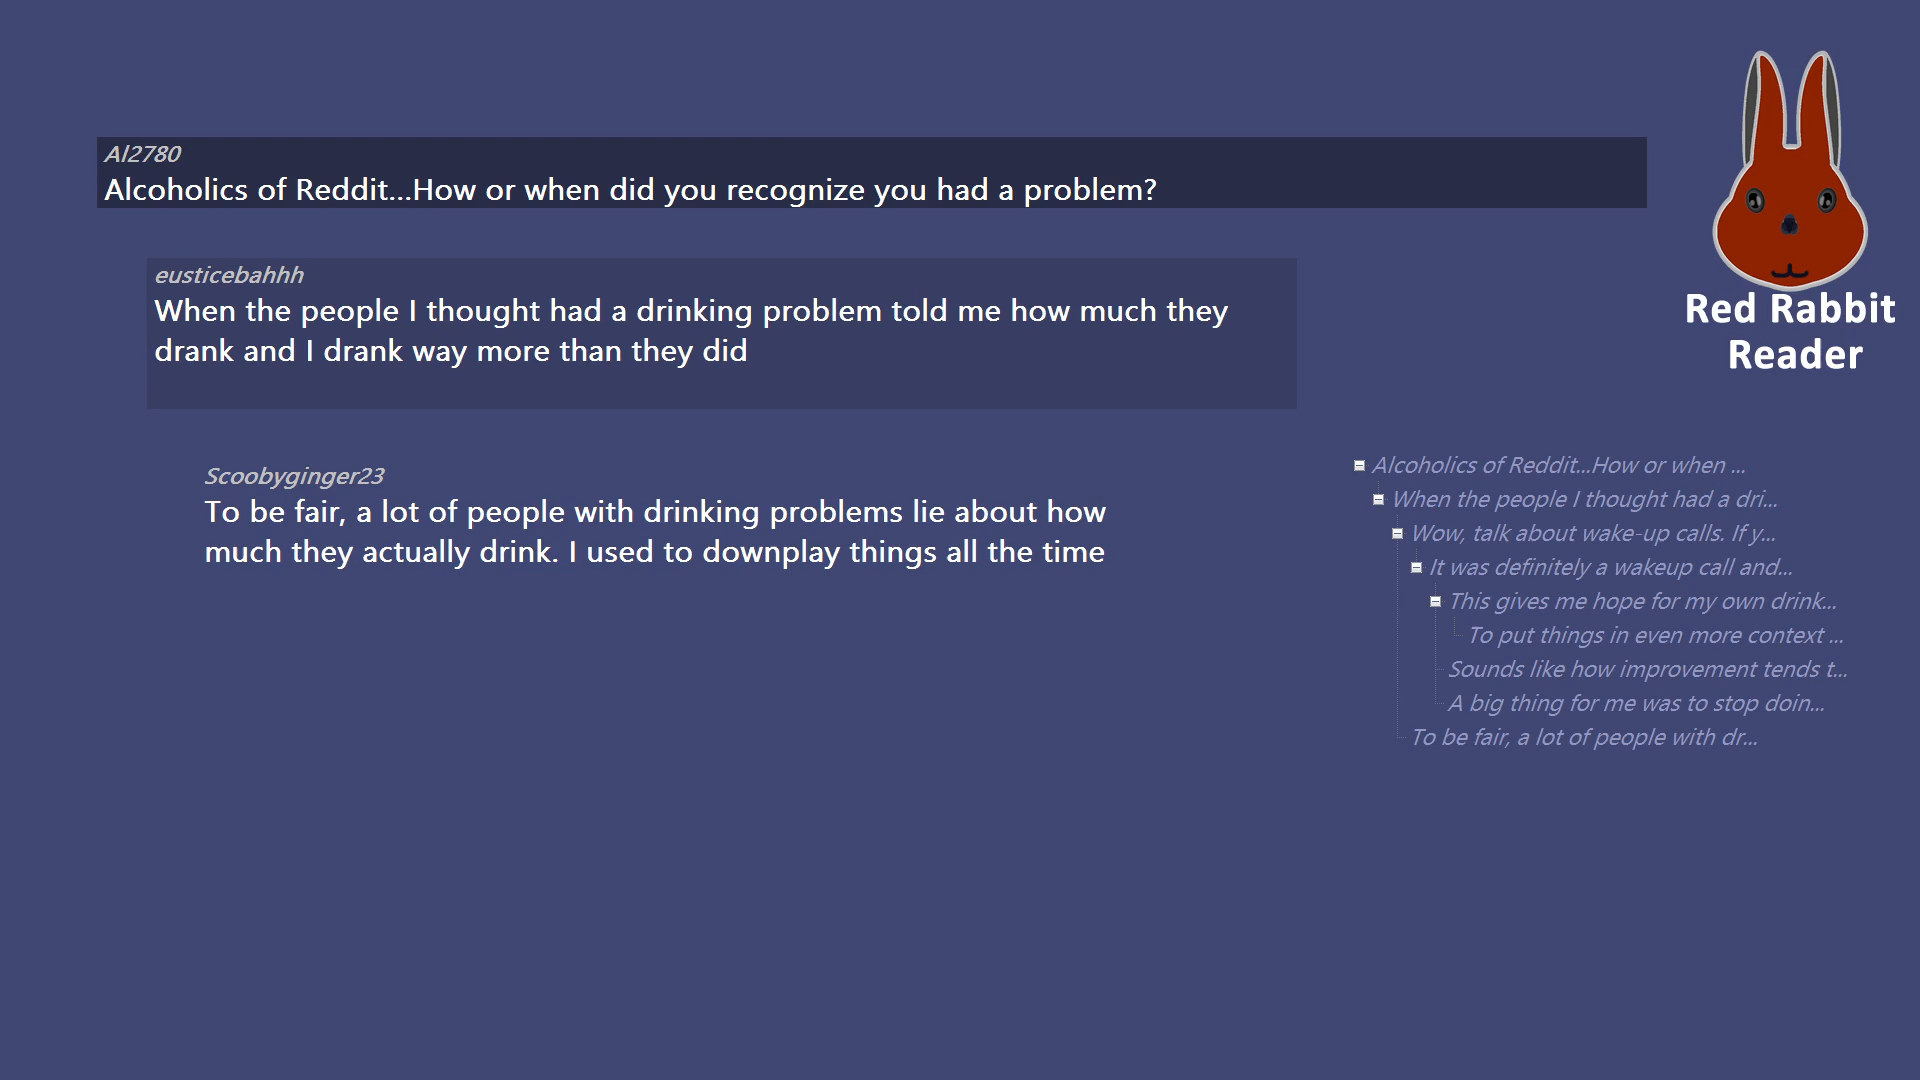 Al2780
Alcoholics of Reddit...How or when did you recognize you had a problem?
eusticebahhh
When the people I thought had a drinking problem told me how much they
drank and I drank way more than they did
Scoobyginger23
To be fair, a lot of people with drinking problems lie about how
much they actually drink. I used to downplay things all the time
Red Rabbit
Reader
Alcoholics of Reddit...How or when ...
When the people I thought had a dri...
Wow, talk about wake-up calls. If y...
It was definitely a wakeup call and...
This gives me hope for my own drink...
To put things in even more context ...
Sounds like how improvement tends t...
A big thing for me was to stop doin...
To be fair, a lot of people with dr...